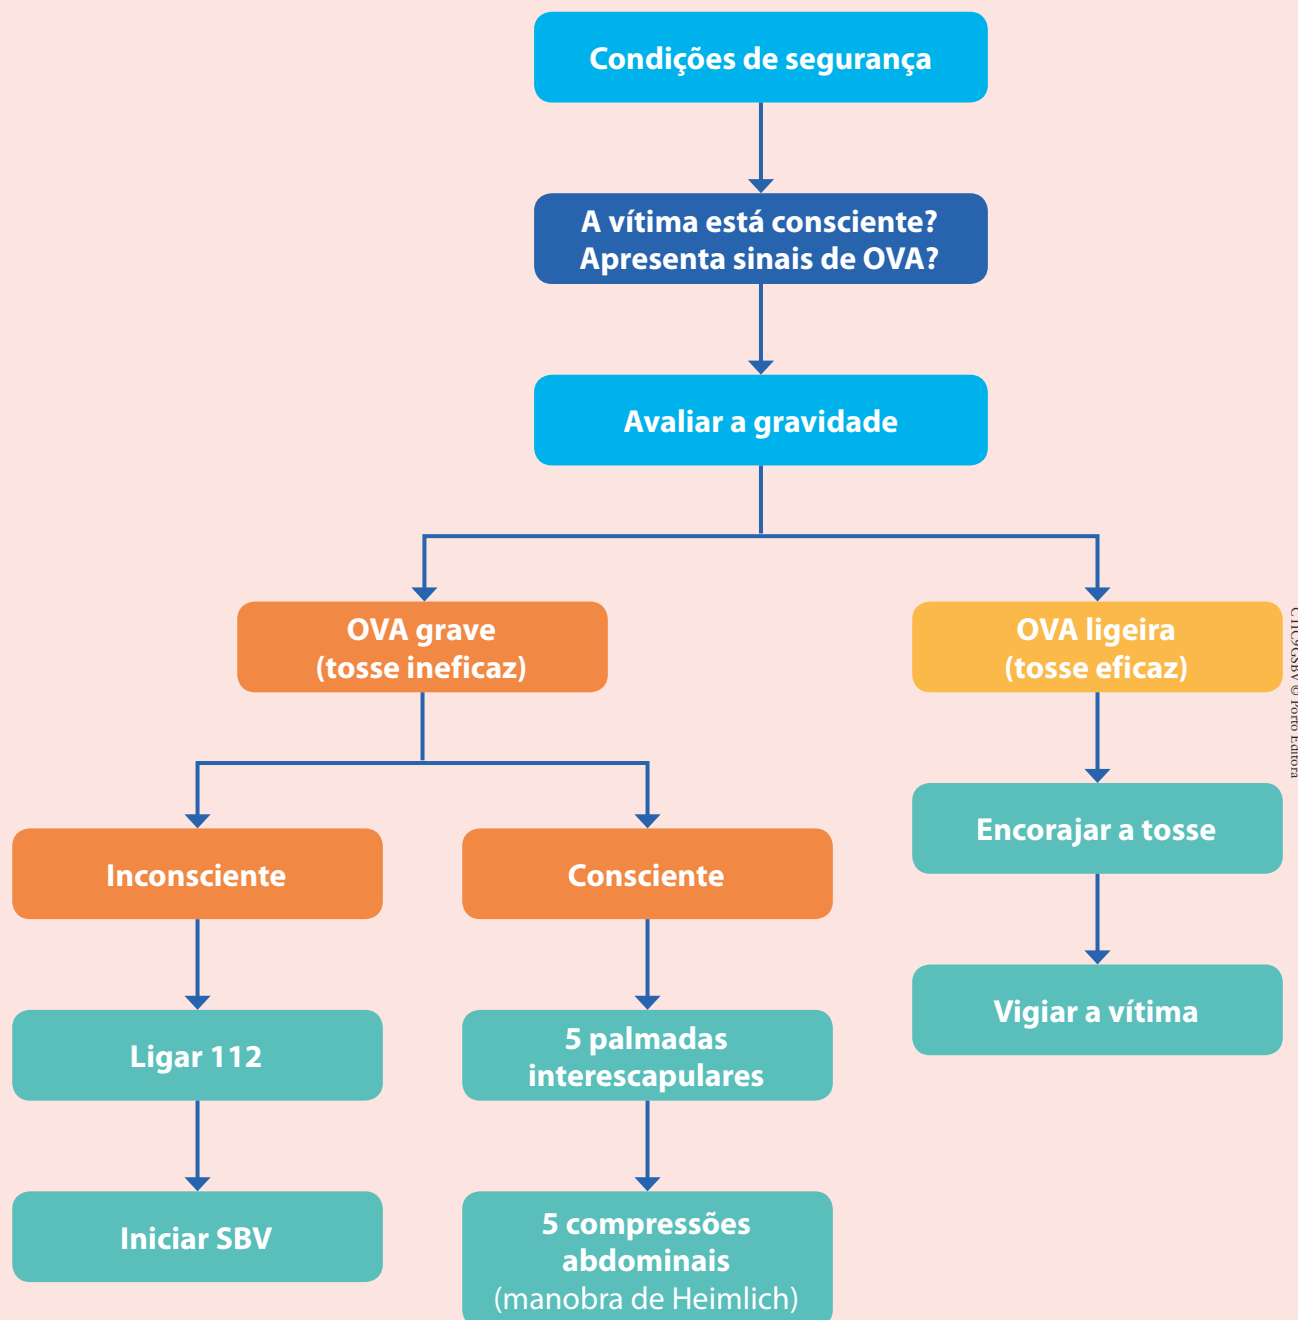 Condições de segurança
A vítima está consciente?
Apresenta sinais de OVA?
Avaliar a gravidade
OVA grave
(tosse ineficaz)
OVA ligeira
(tosse eficaz)
Inconsciente
Consciente
Encorajar a tosse
Ligar 112
5 palmadas
interescapulares
Vigiar a vítima
Iniciar SBV
5 compressões
abdominais
(manobra de Heimlich)
© Porto Editora